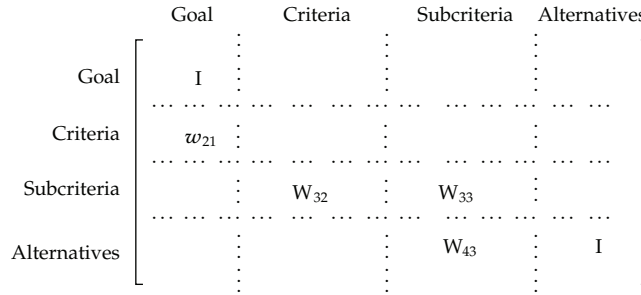 Goal Criteria Subcriteria Alternatives
Goal I
Criteria w21
Subcriteria W32 W33
Alternatives W43 I